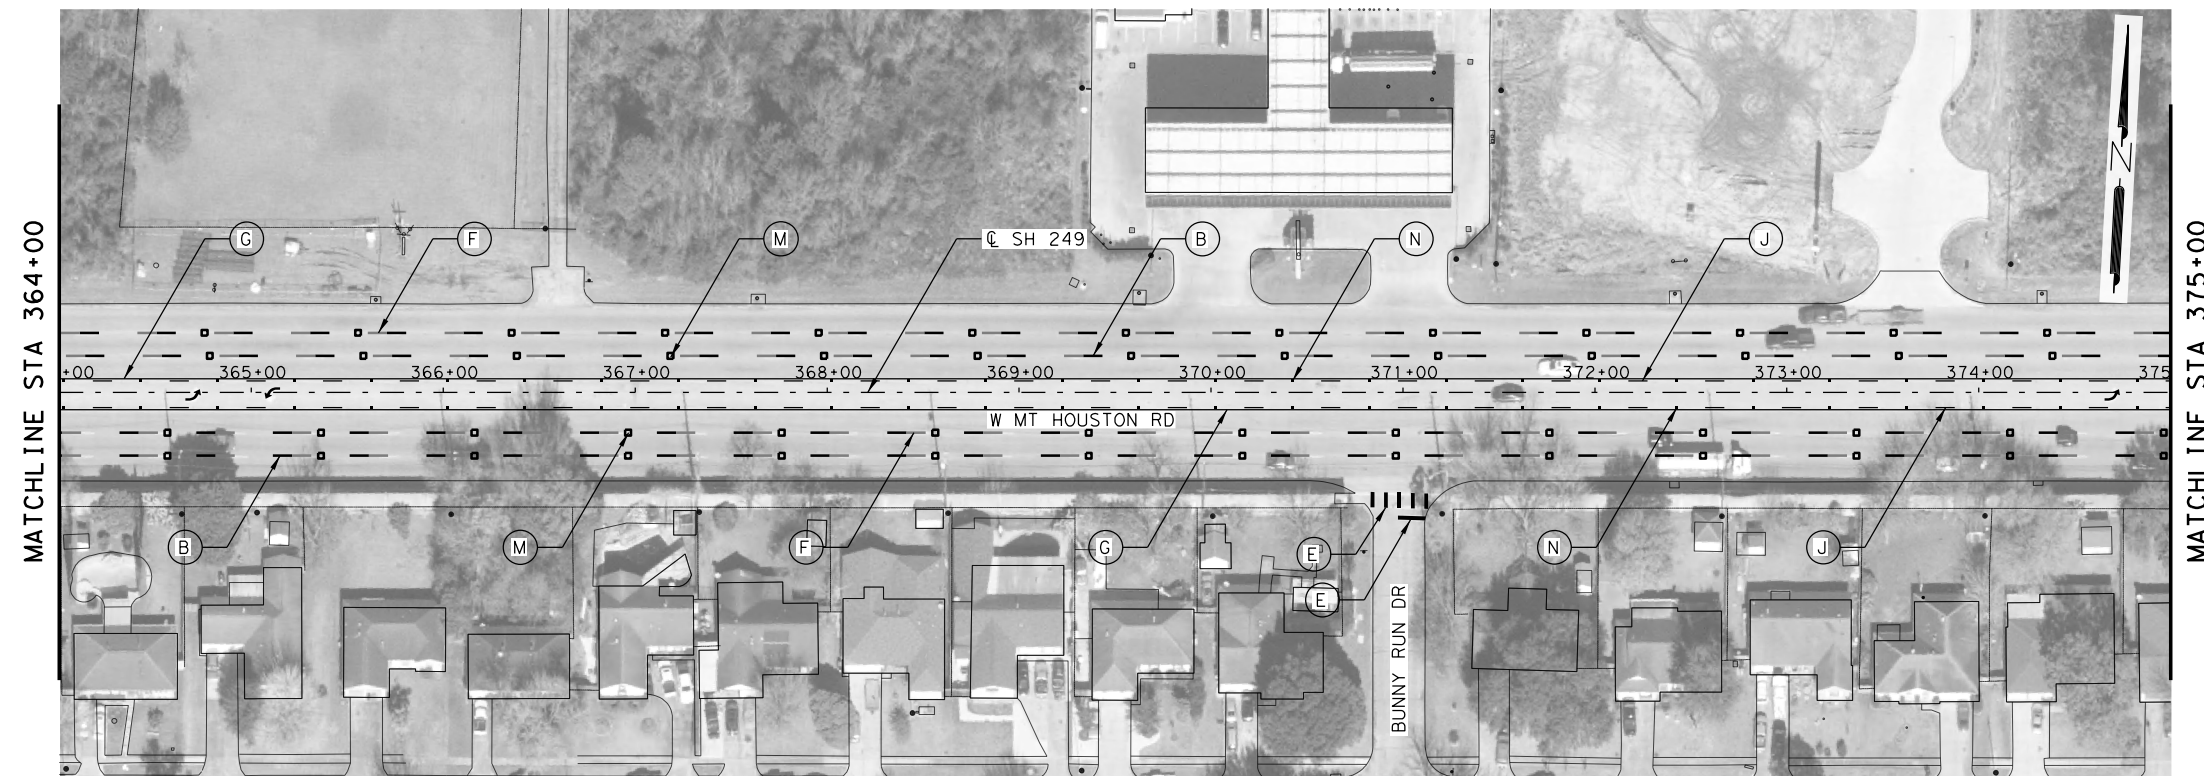 MATCHLINE STA 364+00
G
F
M
℄ SH 249
B
N
J
N
MATCHLINE STA 375+00
+00
365+00
366+00
367+00
368+00
369+00
370+00
371+00
372+00
373+00
374+00
375
W MT HOUSTON RD
B
M
F
G
E
E
N
J
BUNNY RUN DR